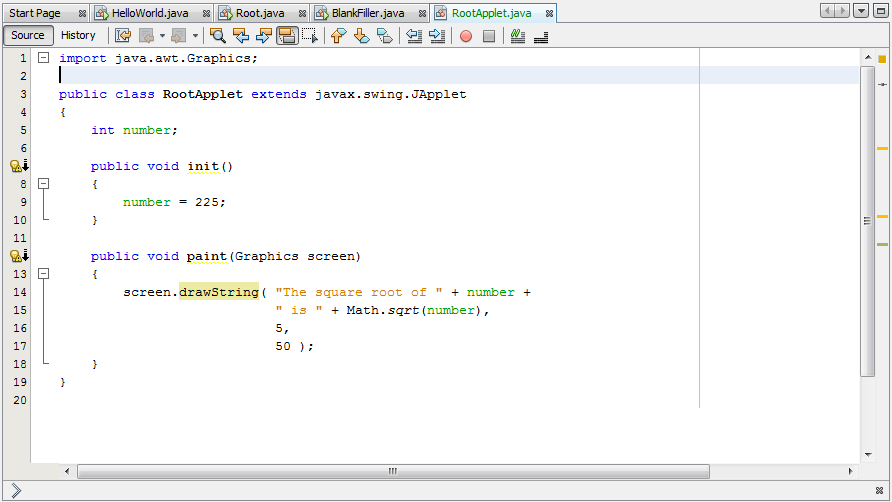 Start Page HelloWorld.java Root.java BlankFiller.java RootApplet.java
Source History
1 import java.awt.Graphics;
2
3 public class RootApplet extends javax.swing.JApplet
4 {
5 int number;
6
public void init()
8 {
9 number = 225;
10 }
11
public void paint(Graphics screen)
13 {
14 screen.drawString( "The square root of " + number +
15 " is " + Math.sqrt(number),
16 5,
17 50 );
18 }
19 }
20